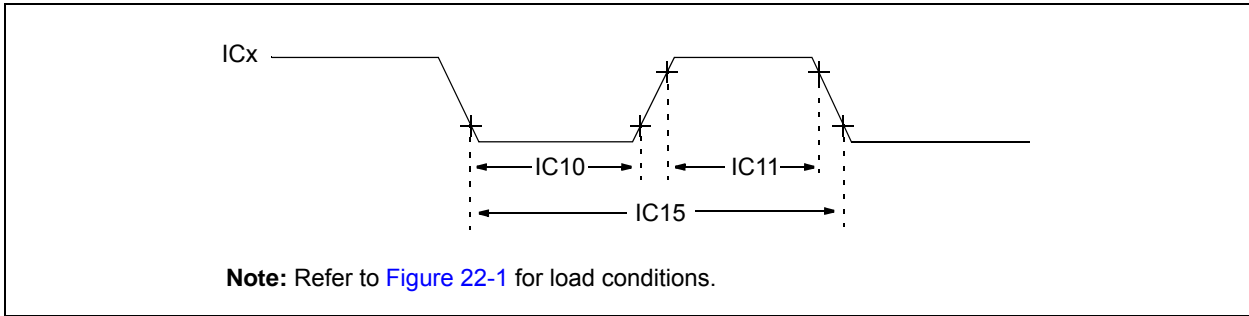 ICx
IC10
IC11
IC15
Note: Refer to Figure 22-1 for load conditions.